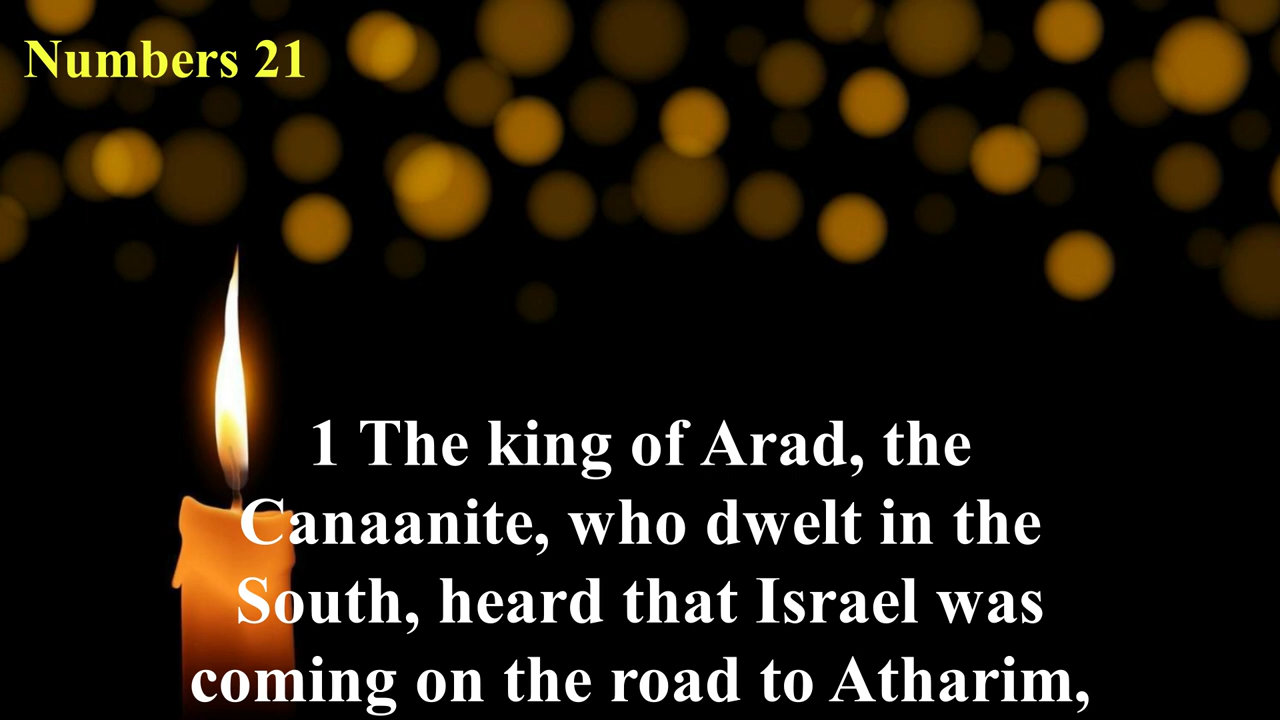 Numbers 21
1 The king of Arad, the
Canaanite, who dwelt in the
South, heard that Israel was
coming on the road to Atharim,